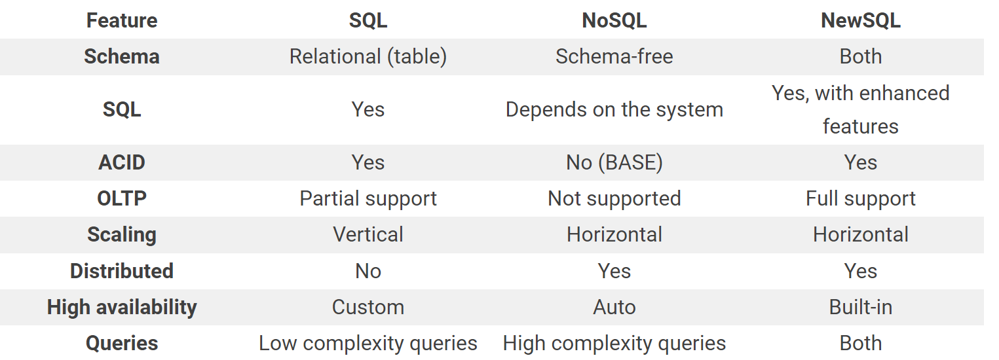 Feature SQL NoSQL NewSQL
Schema Relational (table) Schema-free Both
SQL Yes Depends on the system Yes, with enhanced
features
ACID Yes No (BASE) Yes
OLTP Partial support Not supported Full support
Scaling Vertical Horizontal Horizontal
Distributed No Yes Yes
High availability Custom Auto Built-in
Queries Low complexity queries High complexity queries Both